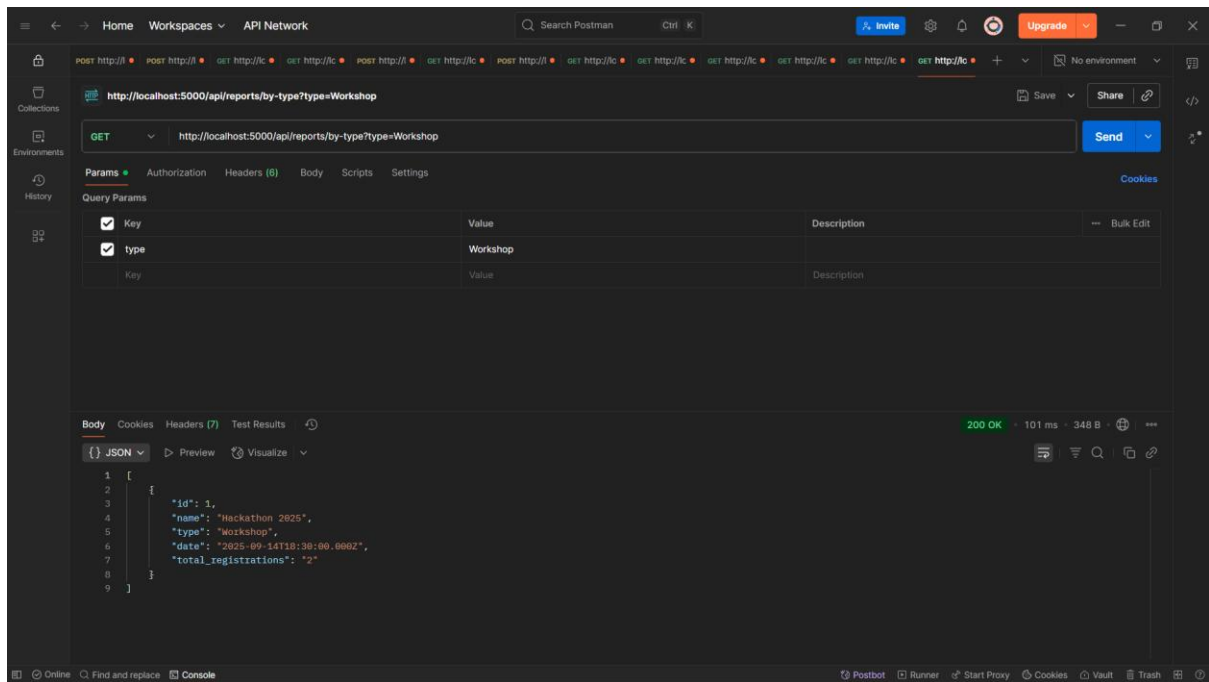 Home Workspaces API Network Search Postman Ctrl K Invite Upgrade
POST http://l POST http://l GET http://lc GET http://lc POST http://l GET http://lc POST http://l GET http://lc GET http://lc GET http://lc GET http://lc GET http://lc GET http://lc No environment
Collections
Environments
History
http://localhost:5000/api/reports/by-type?type=Workshop Save Share
GET http://localhost:5000/api/reports/by-type?type=Workshop Send
Params Authorization Headers (6) Body Scripts Settings Cookies
Query Params
Key Value Description Bulk Edit
type Workshop
Key Value Description
Body Cookies Headers (7) Test Results 200 OK 101 ms 348 B
{} JSON Preview Visualize
1 [
2 {
3 "id": 1,
4 "name": "Hackathon 2025",
5 "type": "Workshop",
6 "date": "2025-09-14T18:30:00.000Z",
7 "total_registrations": "2"
8 }
9 ]
Online Find and replace Console Postbot Runner Start Proxy Cookies Vault Trash